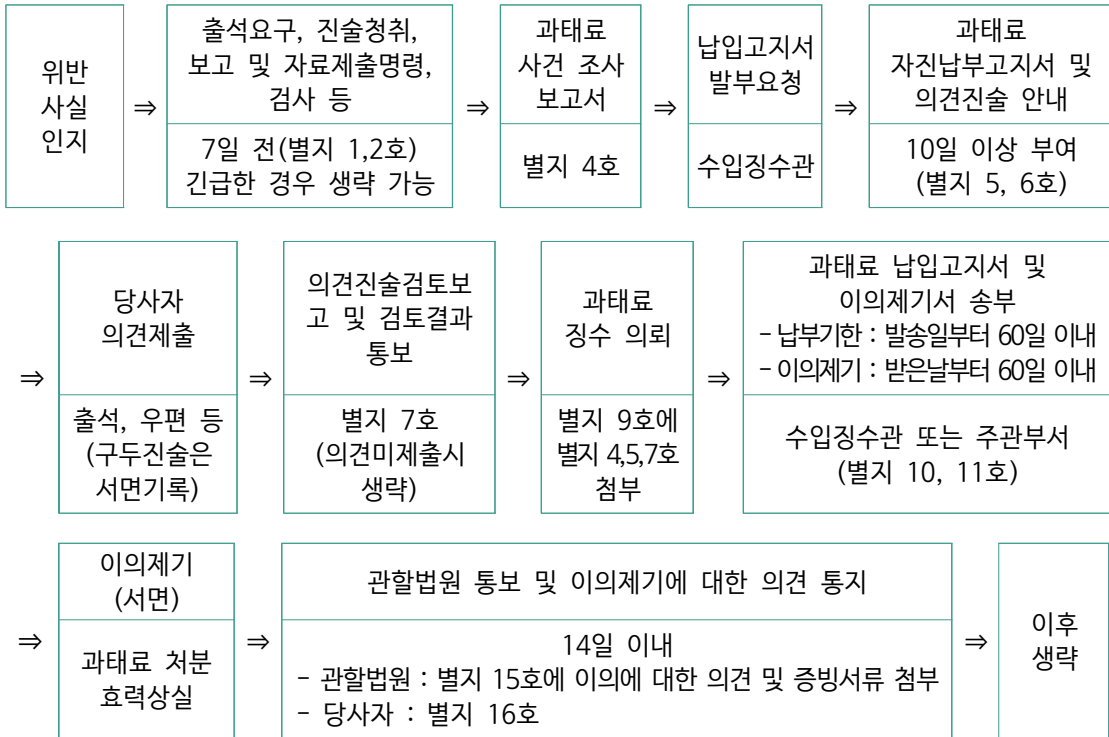 위반
사실
인지
⇒
출석요구, 진술청취,
보고 및 자료제출명령,
검사 등
7일 전(별지 1,2호)
긴급한 경우 생략 가능
⇒
과태료
사건 조사
보고서
별지 4호
⇒
납입고지서
발부요청
수입징수관
⇒
과태료
자진납부고지서 및
의견진술 안내
10일 이상 부여
(별지 5, 6호)
⇒
당사자
의견제출
출석, 우편 등
(구두진술은
서면기록)
⇒
의견진술검토보
고 및 검토결과
통보
별지 7호
(의견미제출시
생략)
⇒
과태료
징수 의뢰
별지 9호에
별지 4,5,7호
첨부
⇒
과태료 납입고지서 및
이의제기서 송부
- 납부기한 : 발송일부터 60일 이내
- 이의제기 : 받은날부터 60일 이내
수입징수관 또는 주관부서
(별지 10, 11호)
⇒
이의제기
(서면)
과태료 처분
효력상실
⇒
관할법원 통보 및 이의제기에 대한 의견 통지
14일 이내
- 관할법원 : 별지 15호에 이의에 대한 의견 및 증빙서류 첨부
- 당사자 : 별지 16호
⇒
이후
생략